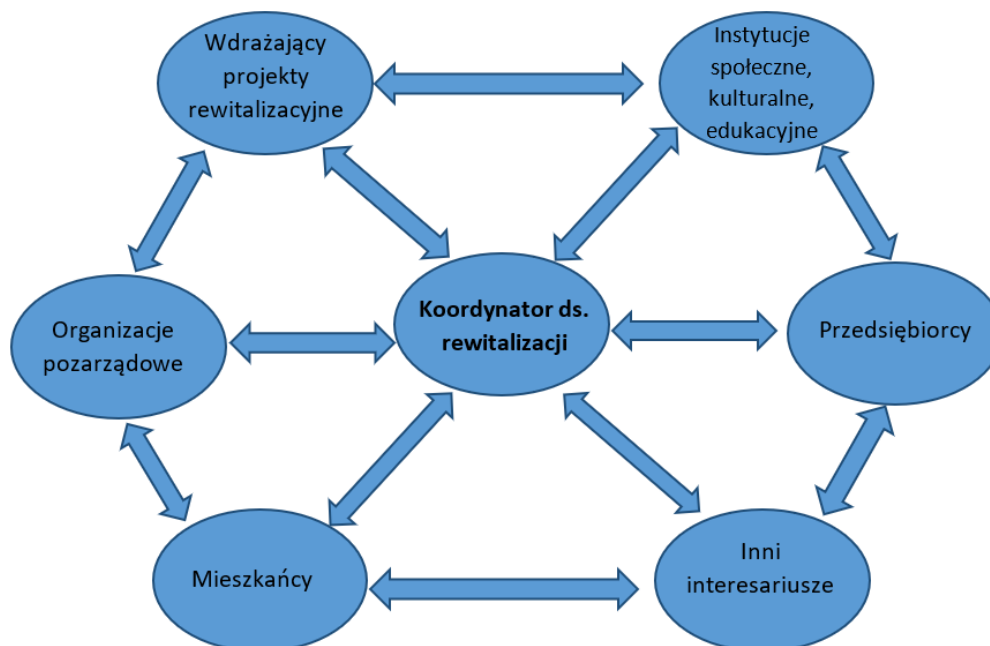 Wdrażający
projekty
rewitalizacyjne
Instytucje
społeczne,
kulturalne,
edukacyjne
Koordynator ds.
rewitalizacji
Organizacje
pozarządowe
Przedsiębiorcy
Mieszkańcy
Inni
interesariusze